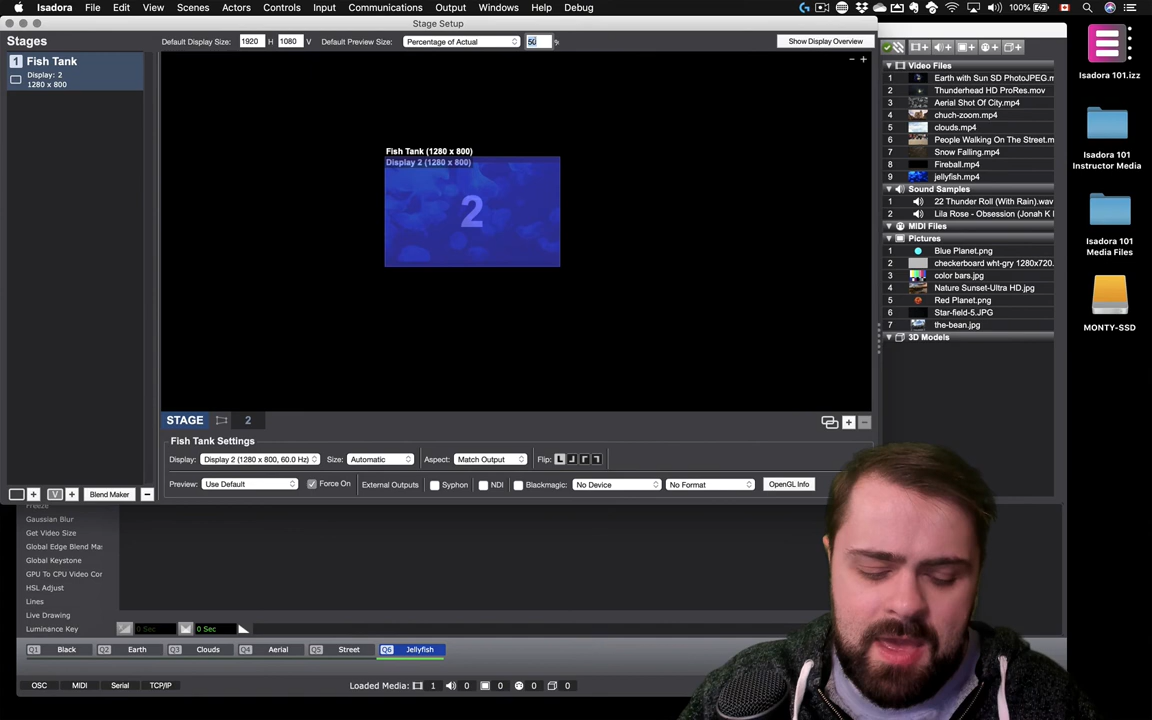 Isadora File Edit View Scenes Actors Controls Input Communications Output Windows Help Debug 100%
Stage Setup
Stages Default Display Size: 1920 H 1080 V Default Preview Size: Percentage of Actual 50 % Show Display Overview
1 Fish Tank
Display: 2
1280 x 800
Fish Tank (1280 x 800)
Display 2 (1280 x 800)
2
STAGE 2
Fish Tank Settings
Display: Display 2 (1280 x 800, 60.0 Hz) Size: Automatic Aspect: Match Output Flip:
Preview: Use Default Force On External Outputs Syphon NDI Blackmagic: No Device No Format OpenGL Info
V Blend Maker
Video Files
1 Earth with Sun SD PhotoJPEG.m
2 Thunderhead HD ProRes.mov
3 Aerial Shot Of City.mp4
4 chuch-zoom.mp4
5 clouds.mp4
6 People Walking On The Street.m
7 Snow Falling.mp4
8 Fireball.mp4
9 jellyfish.mp4
Sound Samples
1 22 Thunder Roll (With Rain).wav
2 Lila Rose - Obsession (Jonah K
MIDI Files
Pictures
1 Blue Planet.png
2 checkerboard wht-gry 1280x720.
3 color bars.jpg
4 Nature Sunset-Ultra HD.jpg
5 Red Planet.png
6 Star-field-5.JPG
7 the-bean.jpg
3D Models
Isadora 101.izz
Isadora 101
Instructor Media
Isadora 101
Media Files
MONTY-SSD
Freeze
Gaussian Blur
Get Video Size
Global Edge Blend Mas
Global Keystone
GPU To CPU Video Con
HSL Adjust
Lines
Live Drawing
Luminance Key
0 Sec 0 Sec
Q1 Black Q2 Earth Q3 Clouds Q4 Aerial Q5 Street Q6 Jellyfish
OSC MIDI Serial TCP/IP Loaded Media: 1 0 0 0 0